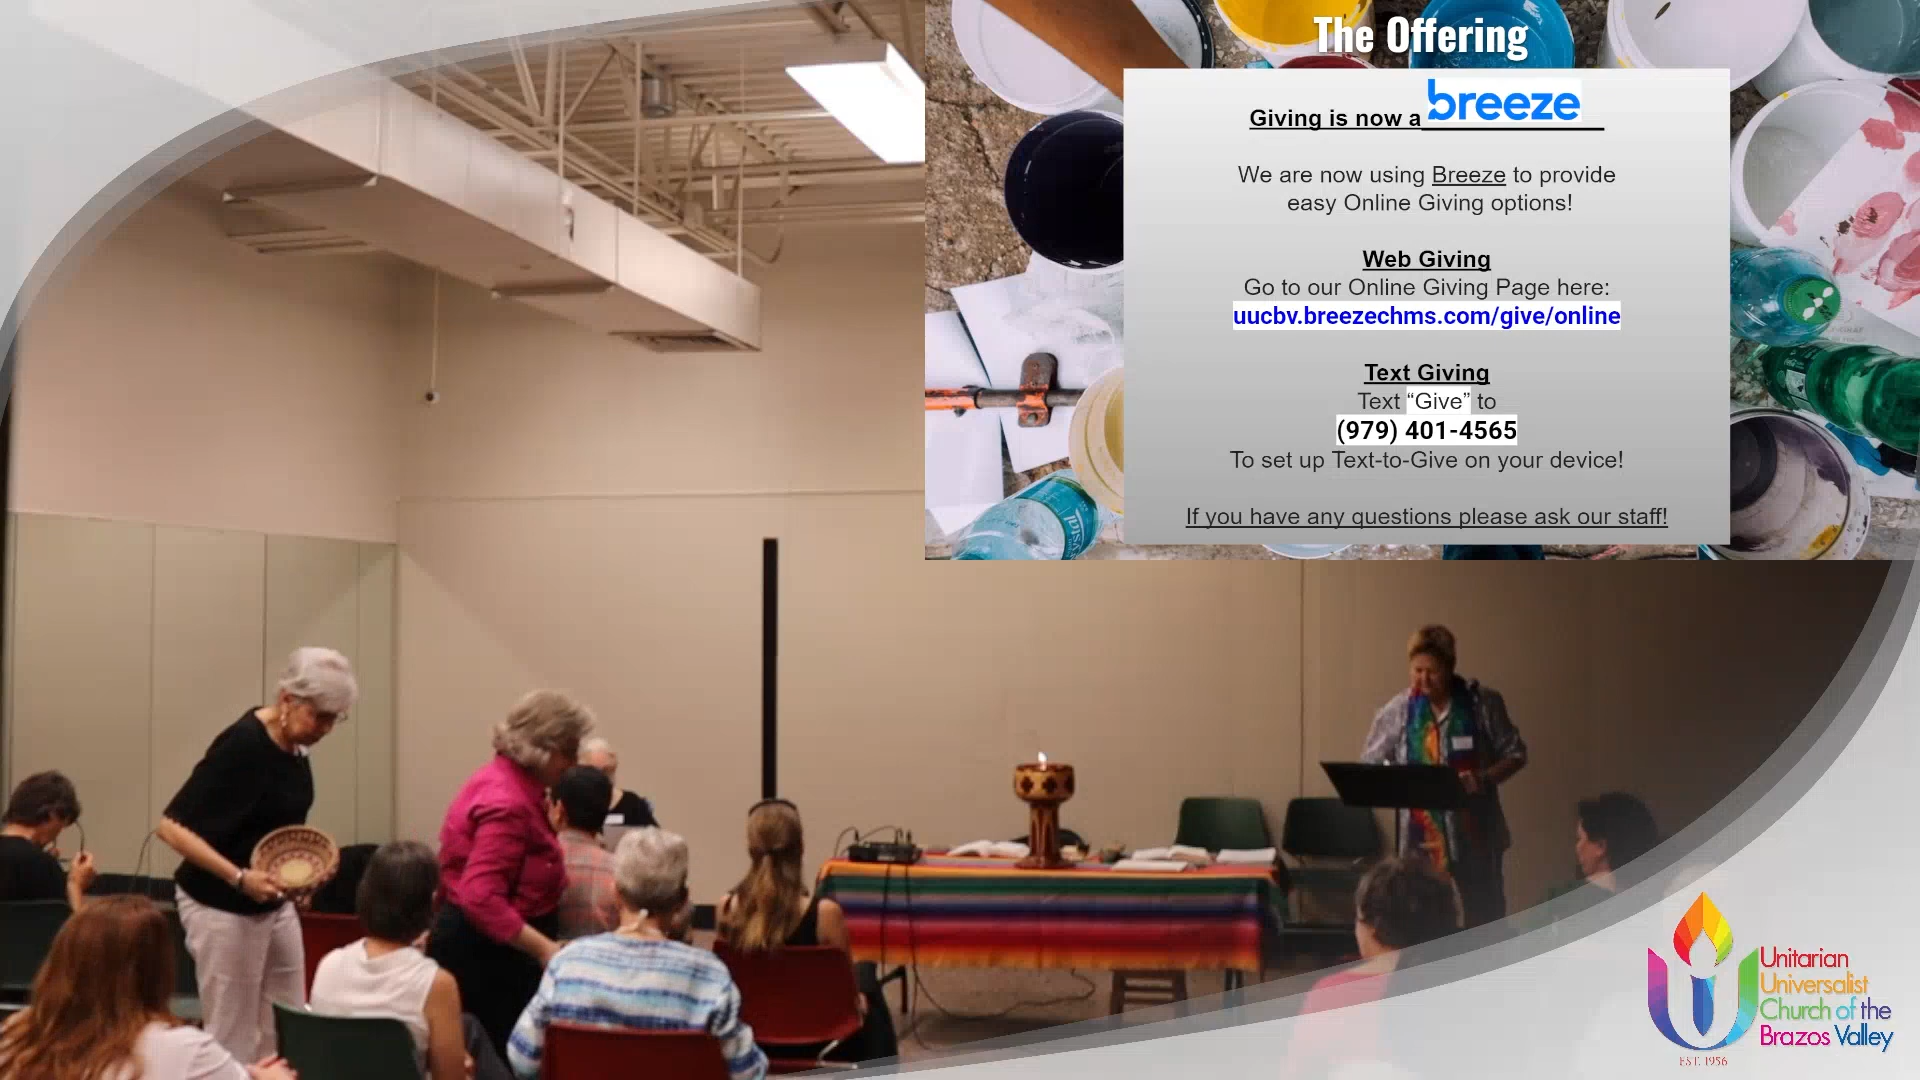 The Offering
Giving is now a breeze
We are now using Breeze to provide
easy Online Giving options!
Web Giving
Go to our Online Giving Page here:
uucbv.breezechms.com/give/online
Text Giving
Text “Give” to
(979) 401-4565
To set up Text-to-Give on your device!
If you have any questions please ask our staff!
Unitarian
Universalist
Church of the
Brazos Valley
EST. 1956